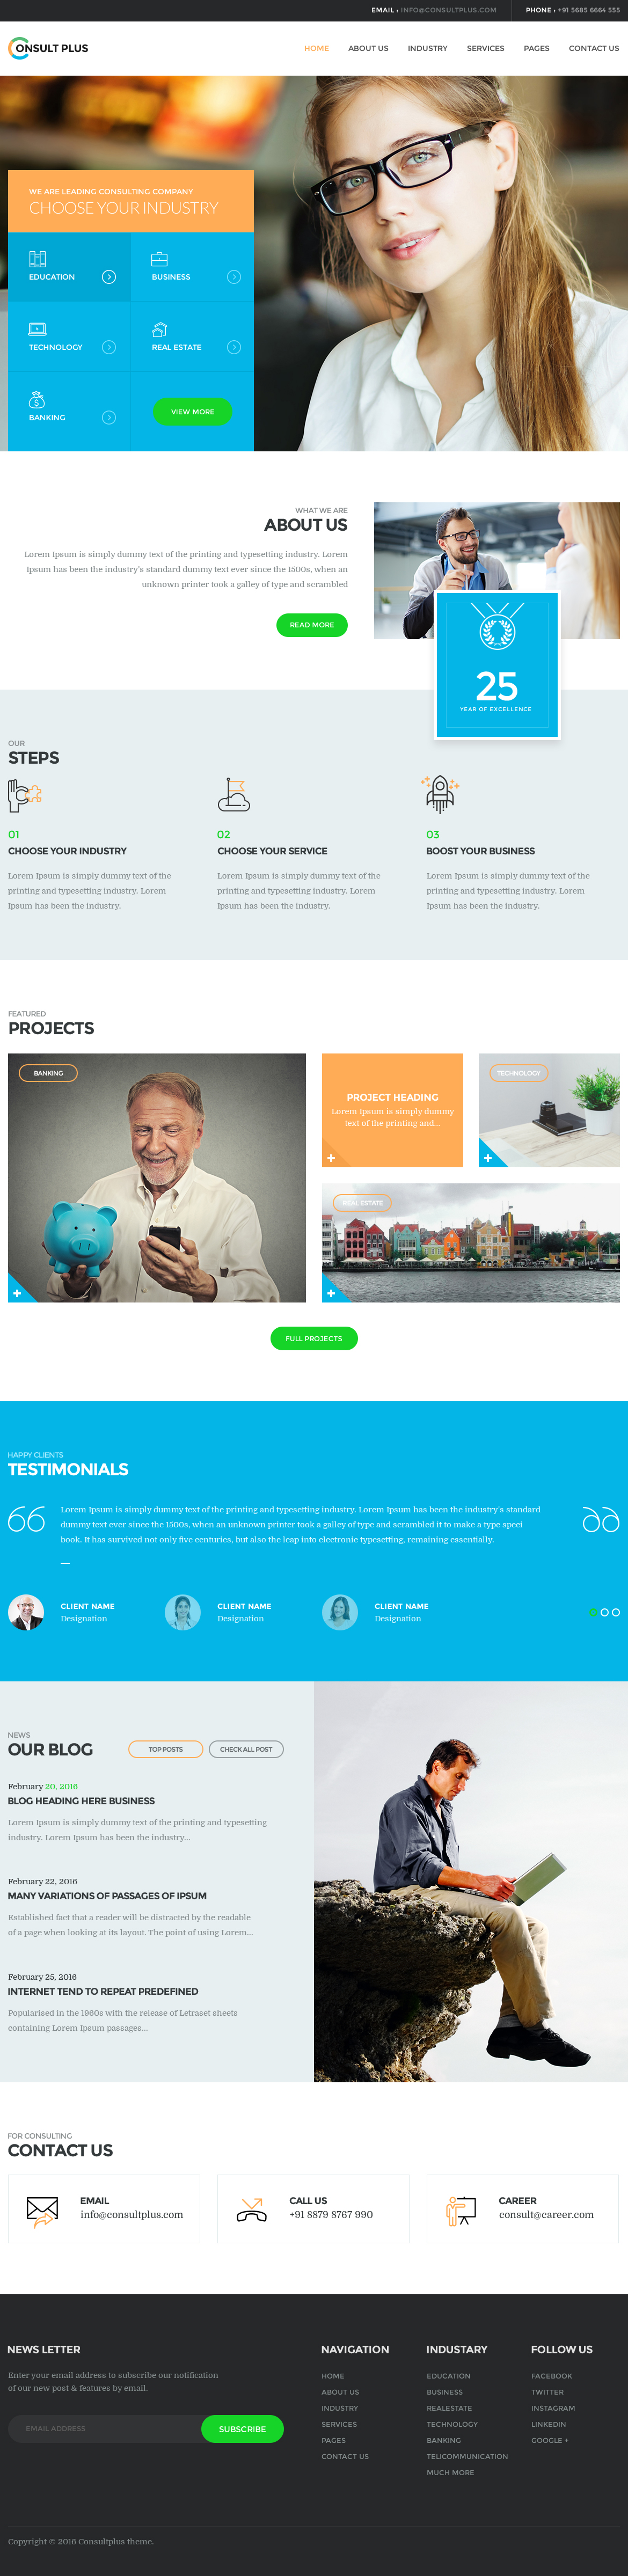 EMAIL : INFO@CONSULTPLUS.COM
PHONE : +91 5685 6664 555
CONSULT PLUS
HOME
ABOUT US
INDUSTRY
SERVICES
PAGES
CONTACT US
WE ARE LEADING CONSULTING COMPANY
CHOOSE YOUR INDUSTRY
EDUCATION
BUSINESS
TECHNOLOGY
REAL ESTATE
BANKING
VIEW MORE
WHAT WE ARE
ABOUT US
Lorem Ipsum is simply dummy text of the printing and typesetting industry. Lorem
Ipsum has been the industry's standard dummy text ever since the 1500s, when an
unknown printer took a galley of type and scrambled
READ MORE
25
YEAR OF EXCELLENCE
OUR
STEPS
01
CHOOSE YOUR INDUSTRY
Lorem Ipsum is simply dummy text of the
printing and typesetting industry. Lorem
Ipsum has been the industry.
02
CHOOSE YOUR SERVICE
Lorem Ipsum is simply dummy text of the
printing and typesetting industry. Lorem
Ipsum has been the industry.
03
BOOST YOUR BUSINESS
Lorem Ipsum is simply dummy text of the
printing and typesetting industry. Lorem
Ipsum has been the industry.
FEATURED
PROJECTS
BANKING
PROJECT HEADING
Lorem Ipsum is simply dummy
text of the printing and...
TECHNOLOGY
REAL ESTATE
FULL PROJECTS
HAPPY CLIENTS
TESTIMONIALS
Lorem Ipsum is simply dummy text of the printing and typesetting industry. Lorem Ipsum has been the industry's standard
dummy text ever since the 1500s, when an unknown printer took a galley of type and scrambled it to make a type speci
book. It has survived not only five centuries, but also the leap into electronic typesetting, remaining essentially.
CLIENT NAME
Designation
CLIENT NAME
Designation
CLIENT NAME
Designation
NEWS
OUR BLOG
TOP POSTS
CHECK ALL POST
February 20, 2016
BLOG HEADING HERE BUSINESS
Lorem Ipsum is simply dummy text of the printing and typesetting
industry. Lorem Ipsum has been the industry...
February 22, 2016
MANY VARIATIONS OF PASSAGES OF IPSUM
Established fact that a reader will be distracted by the readable
of a page when looking at its layout. The point of using Lorem...
February 25, 2016
INTERNET TEND TO REPEAT PREDEFINED
Popularised in the 1960s with the release of Letraset sheets
containing Lorem Ipsum passages...
FOR CONSULTING
CONTACT US
EMAIL
info@consultplus.com
CALL US
+91 8879 8767 990
CAREER
consult@career.com
NEWS LETTER
Enter your email address to subscribe our notification
of our new post & features by email.
EMAIL ADDRESS
SUBSCRIBE
NAVIGATION
HOME
ABOUT US
INDUSTRY
SERVICES
PAGES
CONTACT US
INDUSTARY
EDUCATION
BUSINESS
REALESTATE
TECHNOLOGY
BANKING
TELICOMMUNICATION
MUCH MORE
FOLLOW US
FACEBOOK
TWITTER
INSTAGRAM
LINKEDIN
GOOGLE +
Copyright © 2016 Consultplus theme.